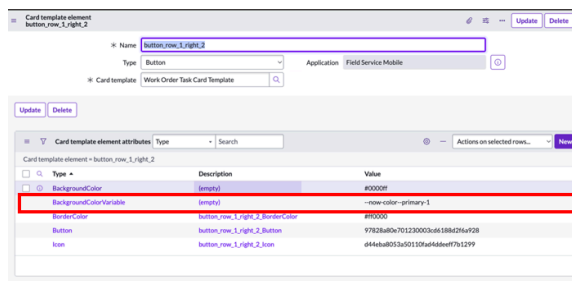 Card template element
button_row_1_right_2
Update
Delete
Name
button_row_1_right_2
Type
Button
Application
Field Service Mobile
Card template
Work Order Task Card Template
Update
Delete
Card template element attributes
Type
Search
Actions on selected rows...
New
Card template element = button_row_1_right_2
Type
Description
Value
BackgroundColor
(empty)
#0000ff
BackgroundColorVariable
(empty)
--now-color--primary-1
BorderColor
button_row_1_right_2_BorderColor
#ff0000
Button
button_row_1_right_2_Button
97828a80e701230003cd6188d2f6a928
Icon
button_row_1_right_2_Icon
d44eba8053a50110fad4ddeeff7b1299